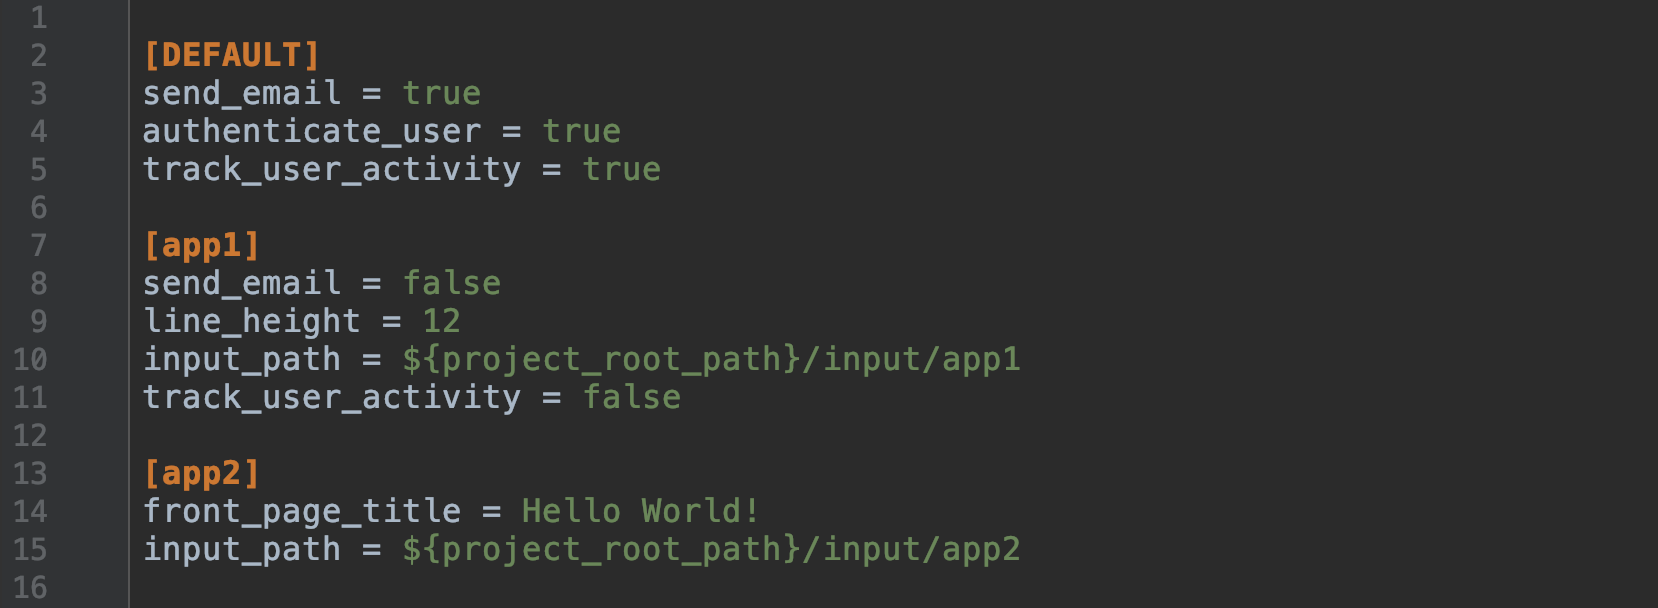 1
2 [DEFAULT]
3 send_email = true
4 authenticate_user = true
5 track_user_activity = true
6
7 [app1]
8 send_email = false
9 line_height = 12
10 input_path = ${project_root_path}/input/app1
11 track_user_activity = false
12
13 [app2]
14 front_page_title = Hello World!
15 input_path = ${project_root_path}/input/app2
16